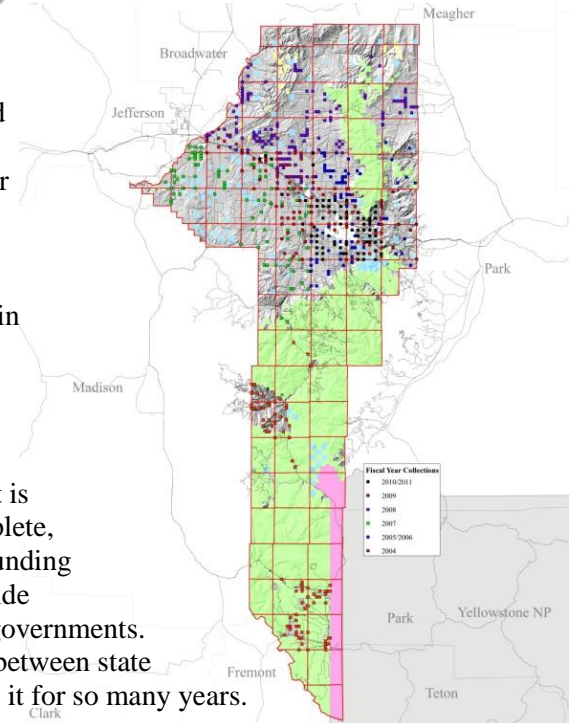 Meagher
Broadwater
Jefferson
Park
Madison
Fiscal Year Collections
2010/2011
2009
2008
2007
2005/2006
2004
Park
Yellowstone NP
Fremont
Teton
Clark
d
r
in
t is
plete,
unding
ide
governments.
between state
it for so many years.